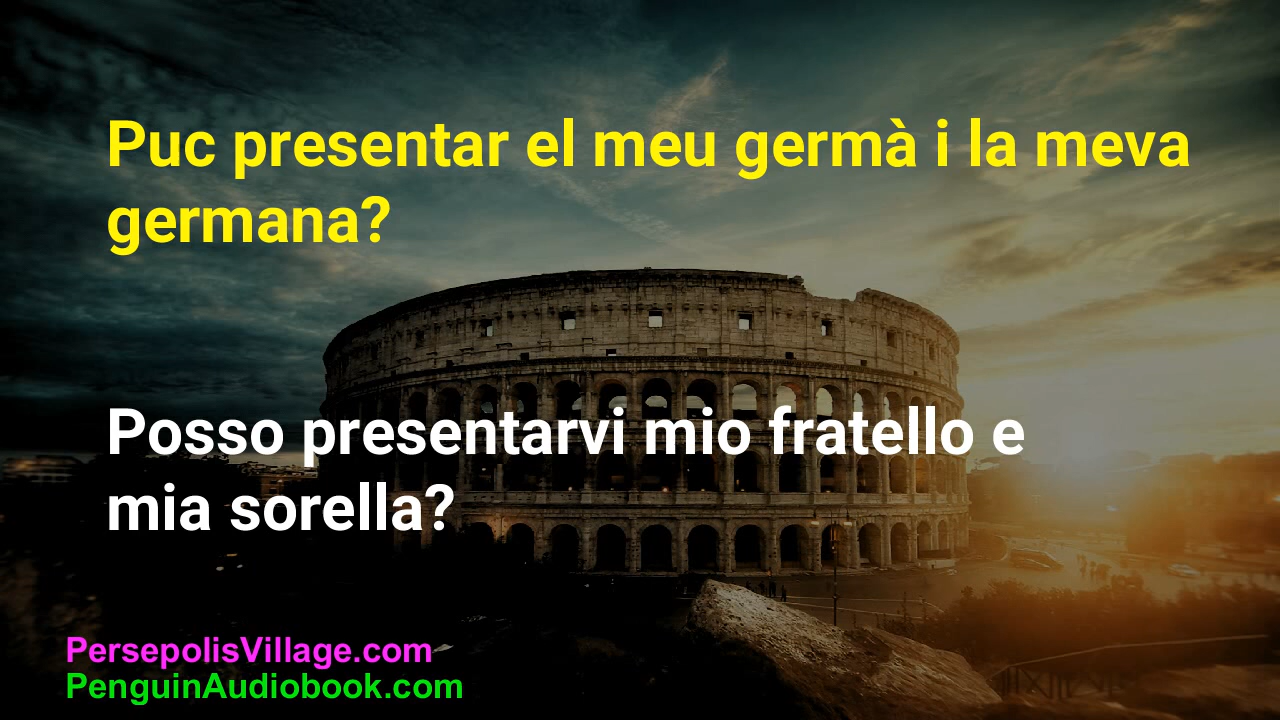 Puc presentar el meu germà i la meva
germana?
Posso presentarvi mio fratello e
mia sorella?
PersepolisVillage.com
PenguinAudiobook.com